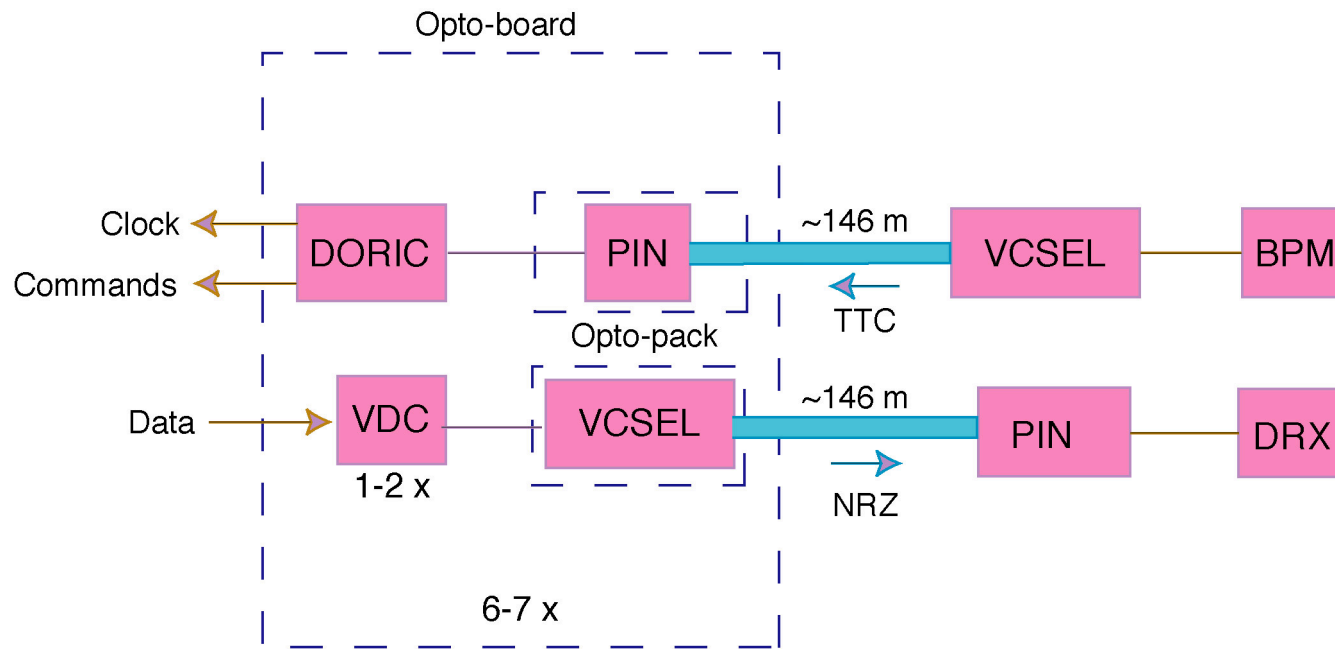 Opto-board
Clock
DORIC
PIN
~146 m
VCSEL
BPM
Commands
TTC
Opto-pack
Data
VDC
VCSEL
~146 m
PIN
DRX
1-2 x
NRZ
6-7 x